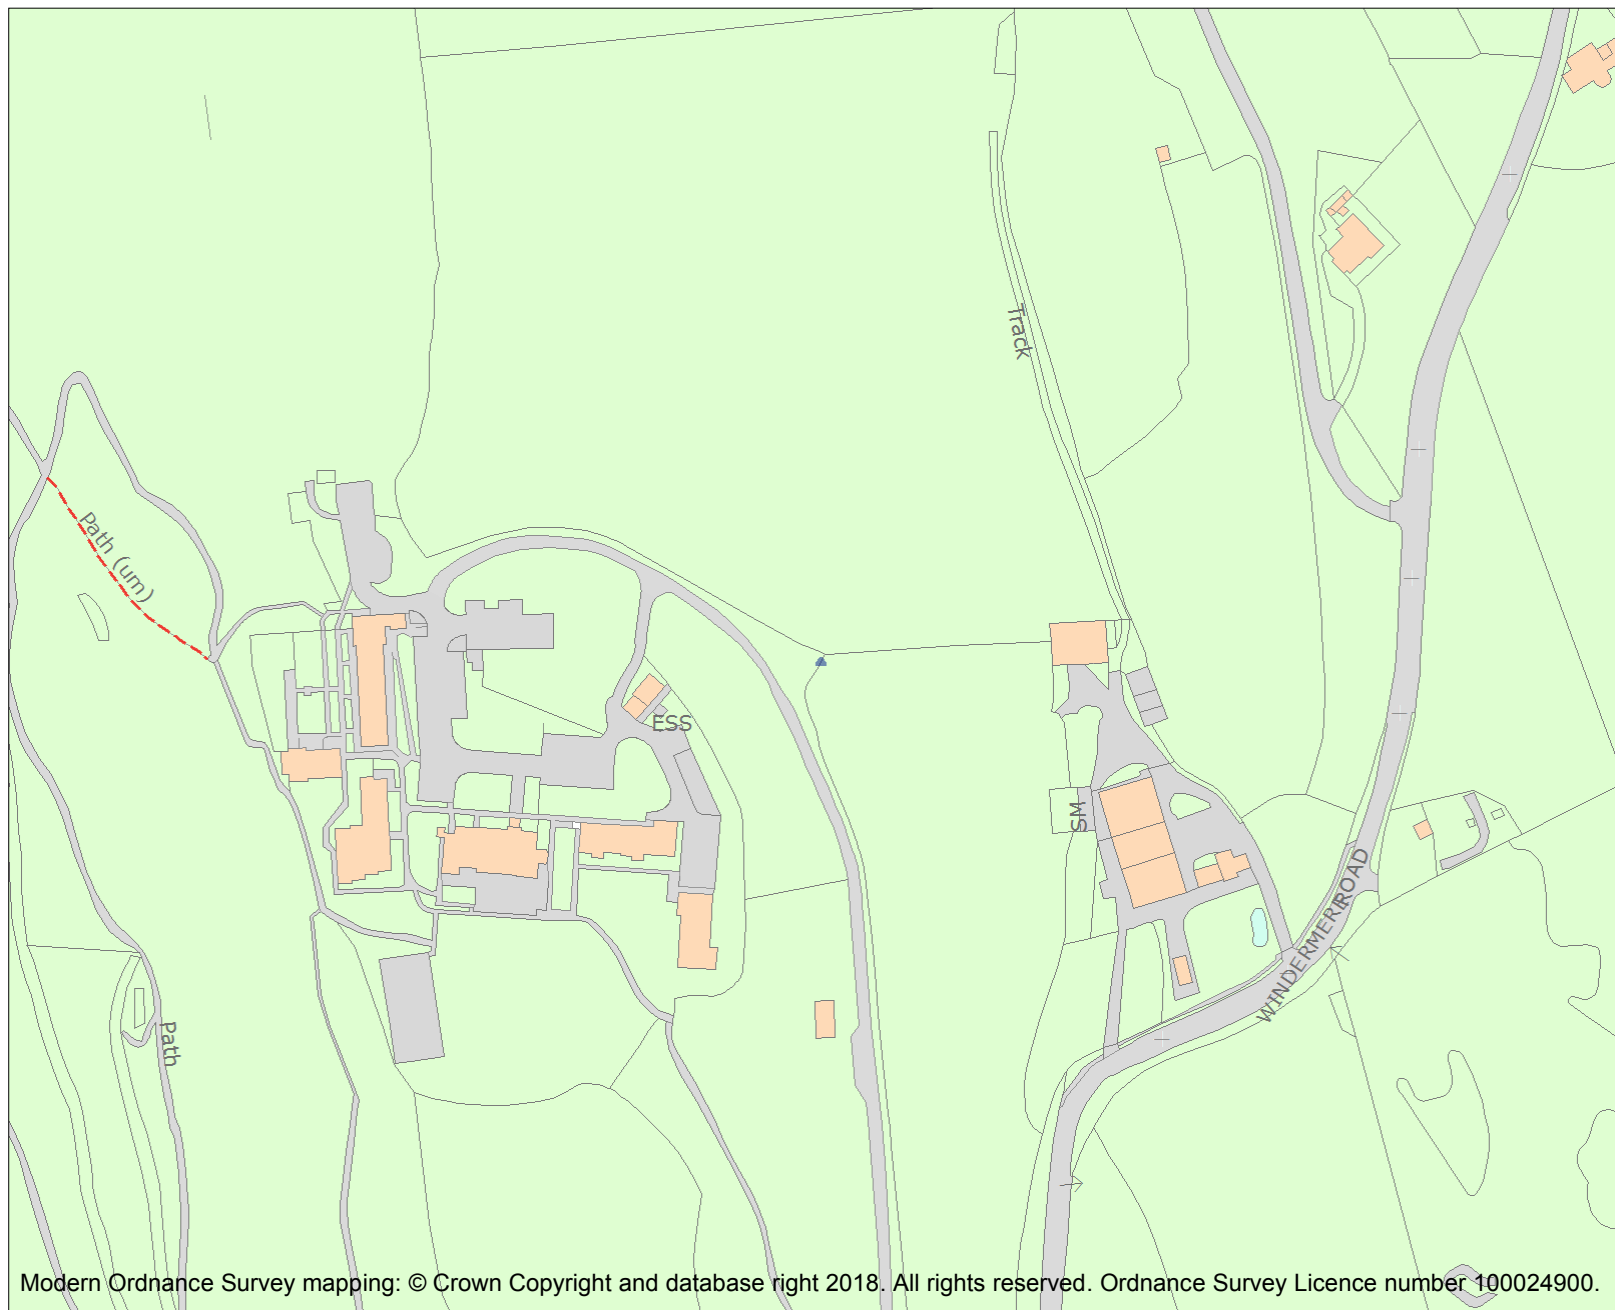 Track
Path (um)
ESS
SM
WINDERMERE ROAD
Path
Modern Ordnance Survey mapping: © Crown Copyright and database right 2018. All rights reserved. Ordnance Survey Licence number 100024900.